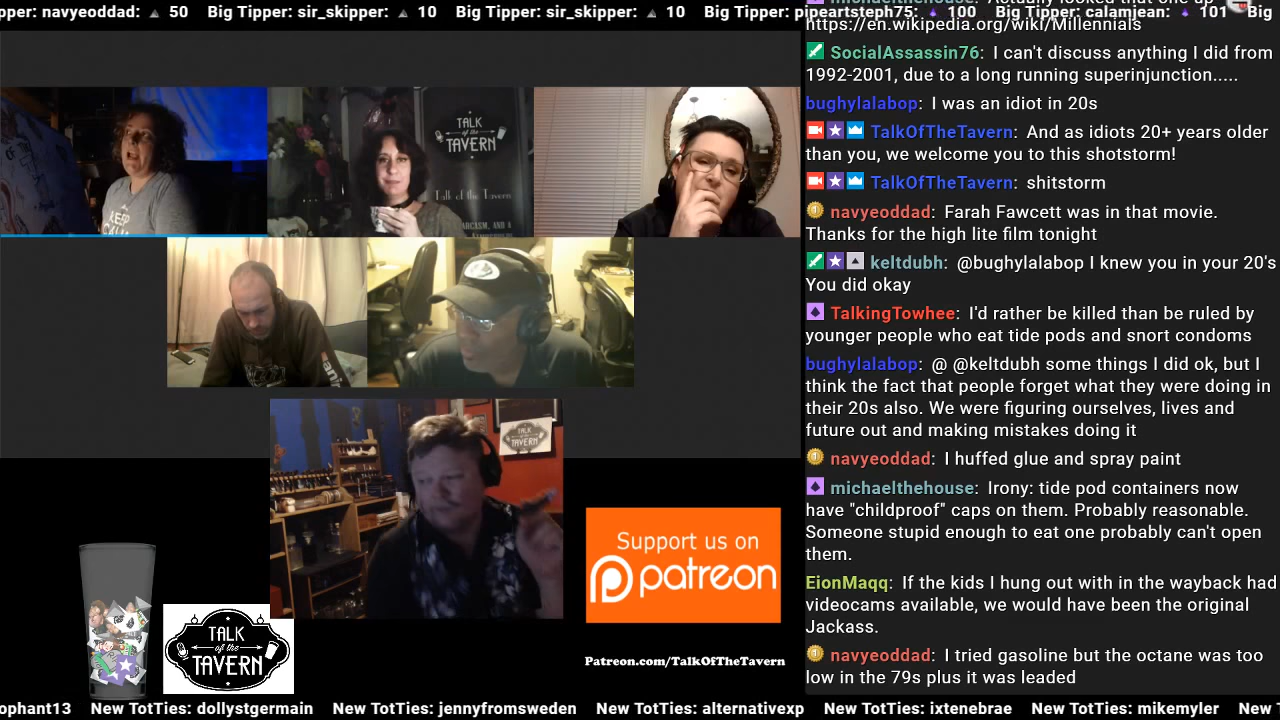 pper: navyeoddad: 50 Big Tipper: sir_skipper: 10 Big Tipper: sir_skipper: 10 Big Tipper: pipeartsteph75: 100 Big Tipper: calamjean: 101 Big
https://en.wikipedia.org/wiki/Millennials
SocialAssassin76: I can't discuss anything I did from
1992-2001, due to a long running superinjunction.....
bughylalabop: I was an idiot in 20s
TalkOfTheTavern: And as idiots 20+ years older
than you, we welcome you to this shotstorm!
TalkOfTheTavern: shitstorm
navyeoddad: Farah Fawcett was in that movie.
Thanks for the high lite film tonight
keltdubh: @bughylalabop I knew you in your 20's
You did okay
TalkingTowhee: I'd rather be killed than be ruled by
younger people who eat tide pods and snort condoms
bughylalabop: @ @keltdubh some things I did ok, but I
think the fact that people forget what they were doing in
their 20s also. We were figuring ourselves, lives and
future out and making mistakes doing it
navyeoddad: I huffed glue and spray paint
michaelthehouse: Irony: tide pod containers now
have "childproof" caps on them. Probably reasonable.
Someone stupid enough to eat one probably can't open
them.
EionMaqq: If the kids I hung out with in the wayback had
videocams available, we would have been the original
Jackass.
navyeoddad: I tried gasoline but the octane was too
low in the 79s plus it was leaded
TALK
of the
TAVERN
Talk of the Tavern
KEEP
TALK
of the
TAVERN
Support us on
patreon
Patreon.com/TalkOfTheTavern
TALK
of the
TAVERN
ophant13 New TotTies: dollystgermain New TotTies: jennyfromsweden New TotTies: alternativexp New TotTies: ixtenebrae New TotTies: mikemyler New T